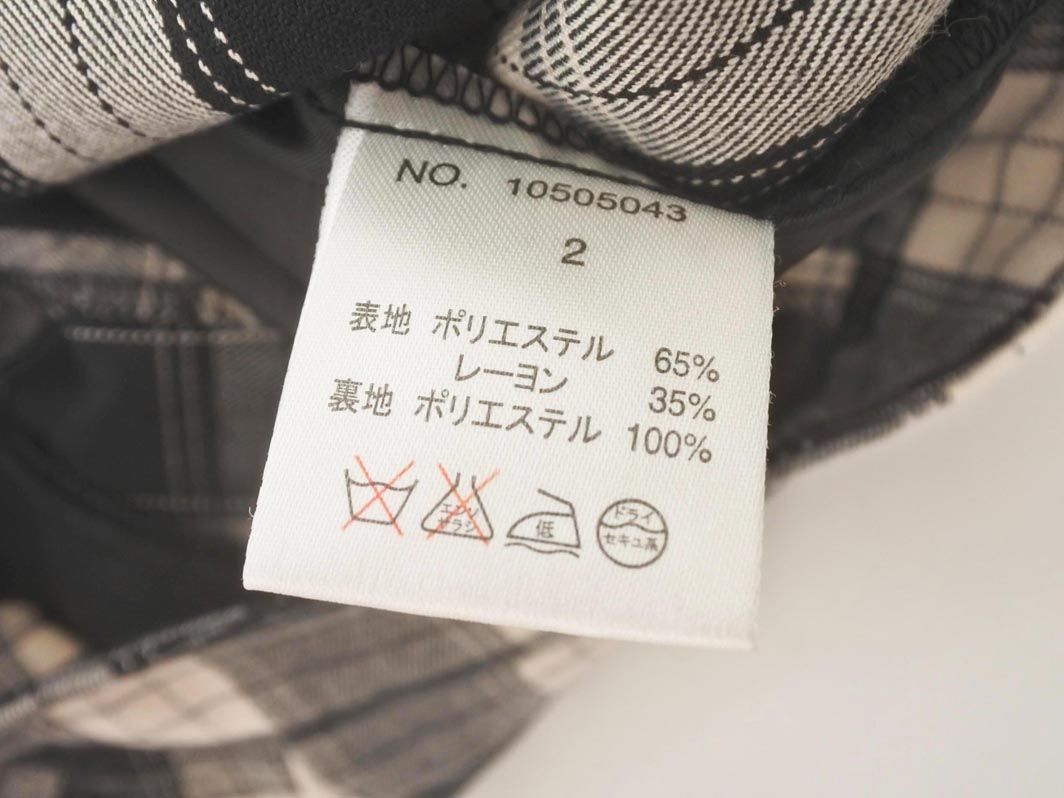 NO. 10505043
2
表地 ポリエステル 65%
レーヨン 35%
裏地 ポリエステル 100%
エンソ
サラシ
低
ドライ
セキユ系